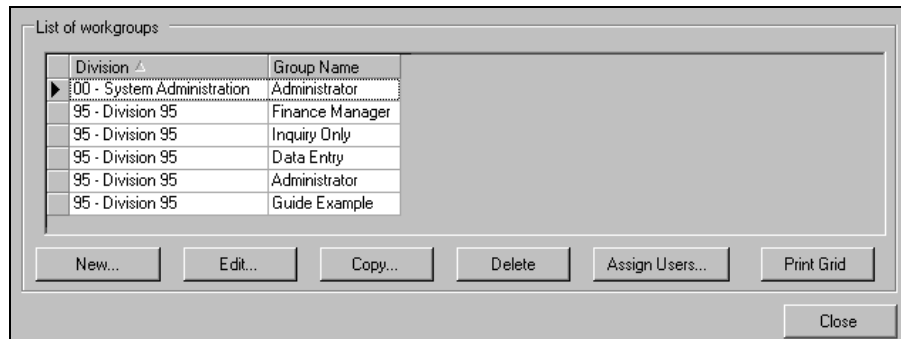 List of workgroups
Division Group Name
00 - System Administration Administrator
95 - Division 95 Finance Manager
95 - Division 95 Inquiry Only
95 - Division 95 Data Entry
95 - Division 95 Administrator
95 - Division 95 Guide Example
New... Edit... Copy... Delete Assign Users... Print Grid
Close